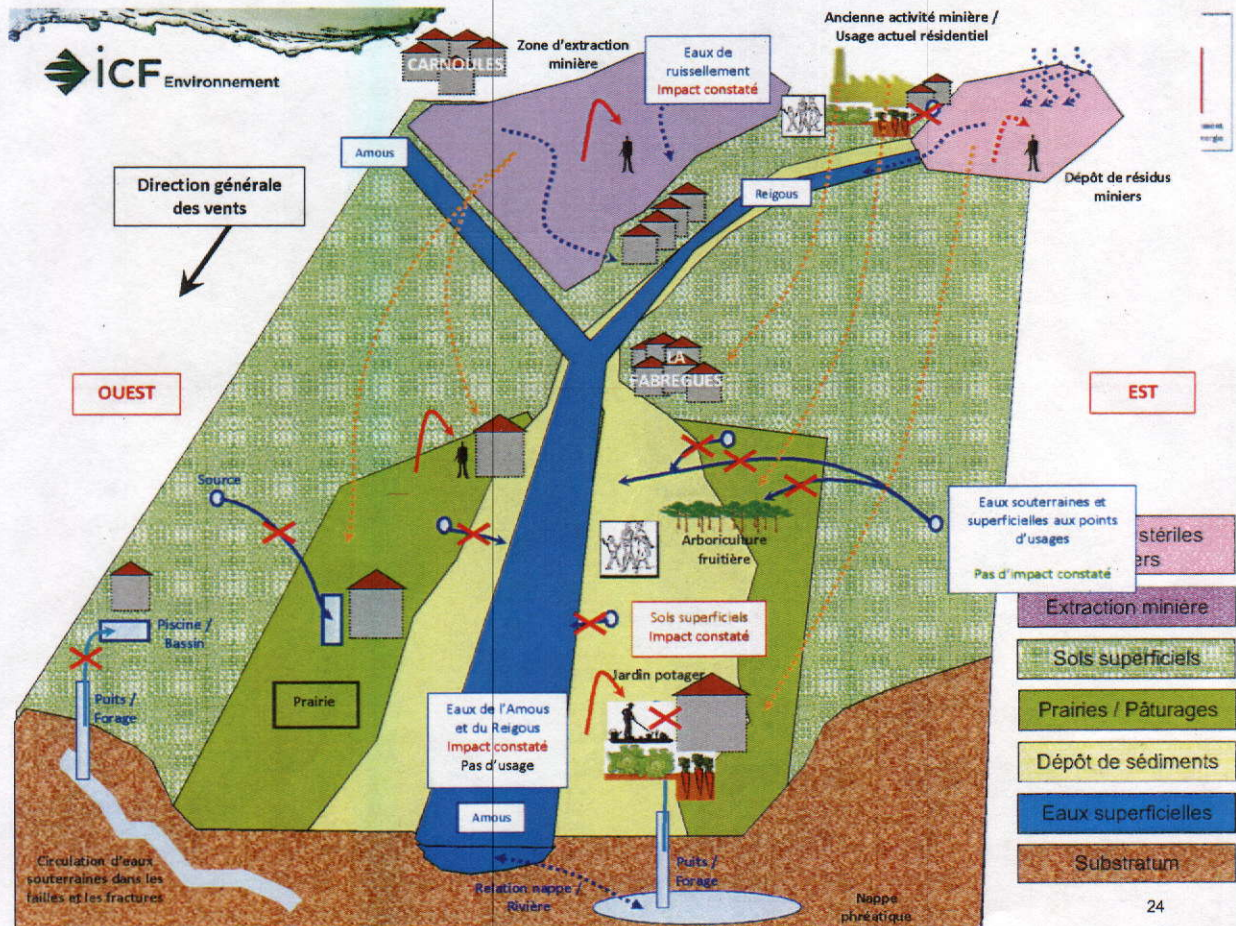 iCF Environnement
CARNOULES
Zone d'extraction
minière
Eaux de
ruissellement
Impact constaté
Ancienne activité minière /
Usage actuel résidentiel
Amous
Direction générale
des vents
Reigous
Dépôt de résidus
miniers
OUEST
LA
FABREGUES
EST
Source
Arboriculture
fruitière
Eaux souterraines et
superficielles aux points
d'usages
Pas d'impact constaté
Piscine /
Bassin
Puits /
Forage
Prairie
Sols superficiels
Impact constaté
Jardin potager
Eaux de l'Amous
et du Reigous
Impact constaté
Pas d'usage
Amous
Circulation d'eaux
souterraines dans les
failles et les fractures
Relation nappe /
Rivière
Puits /
Forage
Nappe
phréatique
stériles
Extraction minière
Sols superficiels
Prairies / Pâturages
Dépôt de sédiments
Eaux superficielles
Substratum
24